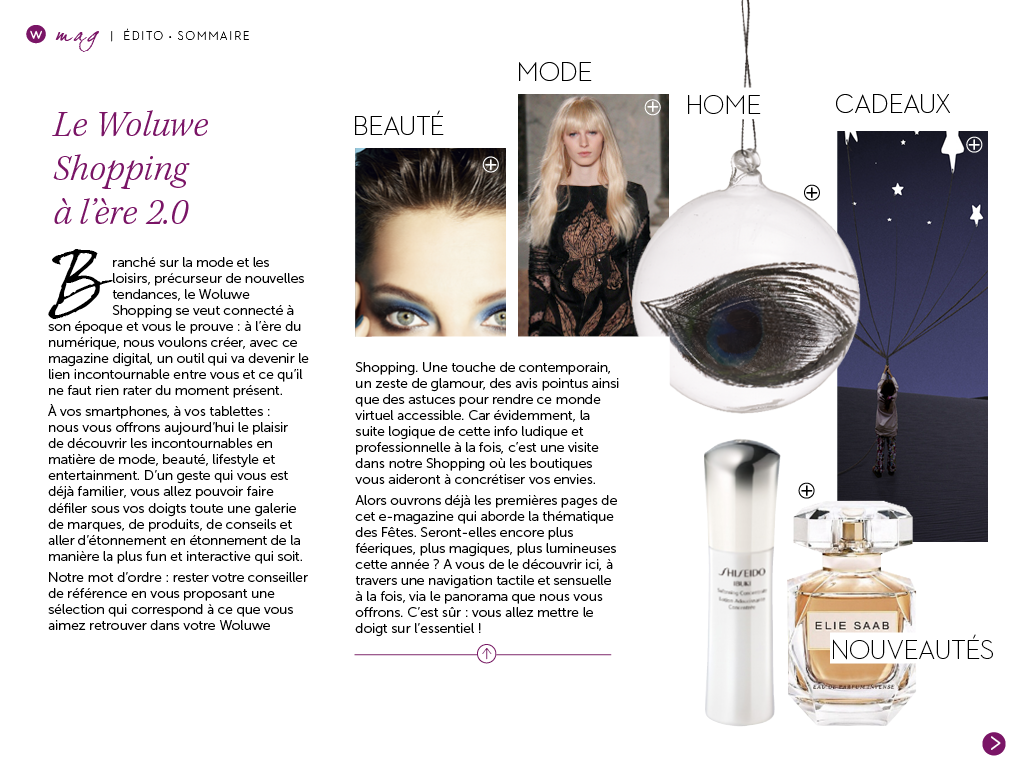 W mag | ÉDITO • SOMMAIRE
Le Woluwe
Shopping
à l’ère 2.0
Branché sur la mode et les
loisirs, précurseur de nouvelles
tendances, le Woluwe
Shopping se veut connecté à
son époque et vous le prouve : à l’ère du
numérique, nous voulons créer, avec ce
magazine digital, un outil qui va devenir le
lien incontournable entre vous et ce qu’il
ne faut rien rater du moment présent.
À vos smartphones, à vos tablettes :
nous vous offrons aujourd’hui le plaisir
de découvrir les incontournables en
matière de mode, beauté, lifestyle et
entertainment. D’un geste qui vous est
déjà familier, vous allez pouvoir faire
défiler sous vos doigts toute une galerie
de marques, de produits, de conseils et
aller d’étonnement en étonnement de la
manière la plus fun et interactive qui soit.
Notre mot d’ordre : rester votre conseiller
de référence en vous proposant une
sélection qui correspond à ce que vous
aimez retrouver dans votre Woluwe
BEAUTÉ
MODE
HOME
CADEAUX
Shopping. Une touche de contemporain,
un zeste de glamour, des avis pointus ainsi
que des astuces pour rendre ce monde
virtuel accessible. Car évidemment, la
suite logique de cette info ludique et
professionnelle à la fois, c’est une visite
dans notre Shopping où les boutiques
vous aideront à concrétiser vos envies.
Alors ouvrons déjà les premières pages de
cet e-magazine qui aborde la thématique
des Fêtes. Seront-elles encore plus
féeriques, plus magiques, plus lumineuses
cette année ? A vous de le découvrir ici, à
travers une navigation tactile et sensuelle
à la fois, via le panorama que nous vous
offrons. C’est sûr : vous allez mettre le
doigt sur l’essentiel !
SHISEIDO
IBUKI
ELIE SAAB
NOUVEAUTÉS
EAU DE PARFUM INTENSE